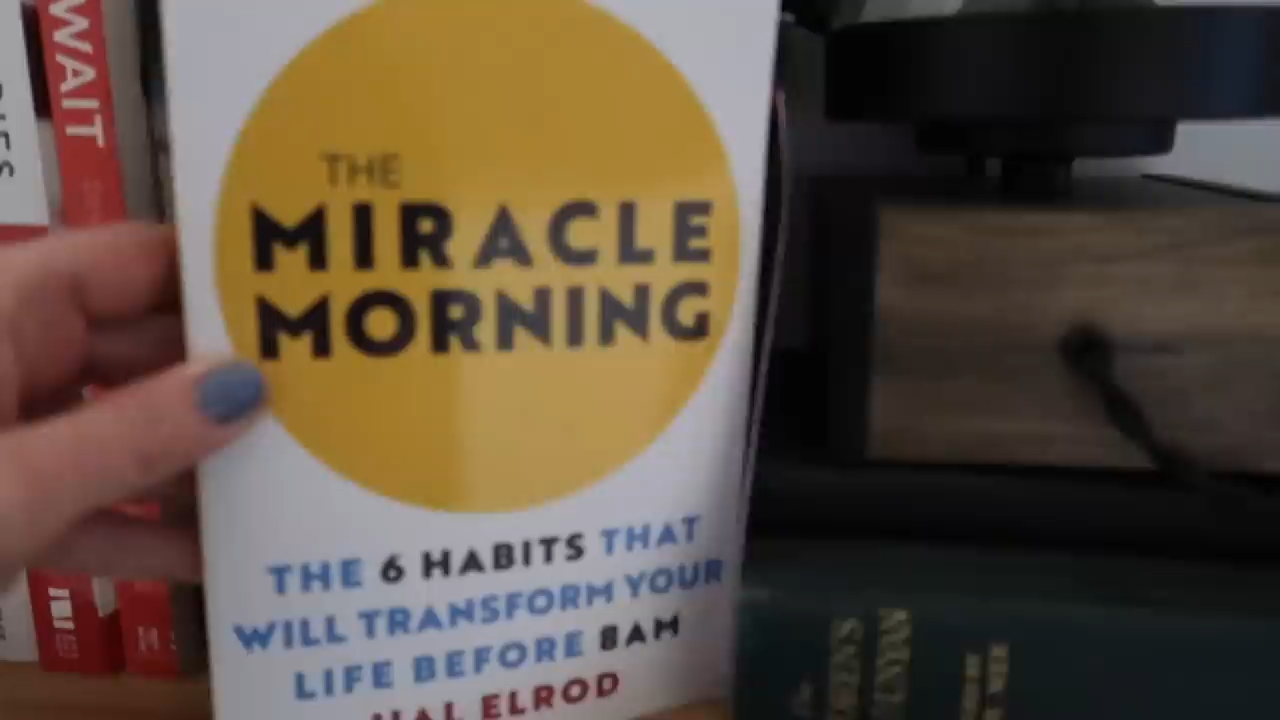 WAIT
THE
MIRACLE
MORNING
THE 6 HABITS THAT
WILL TRANSFORM YOUR
LIFE BEFORE 8AM
HAL ELROD